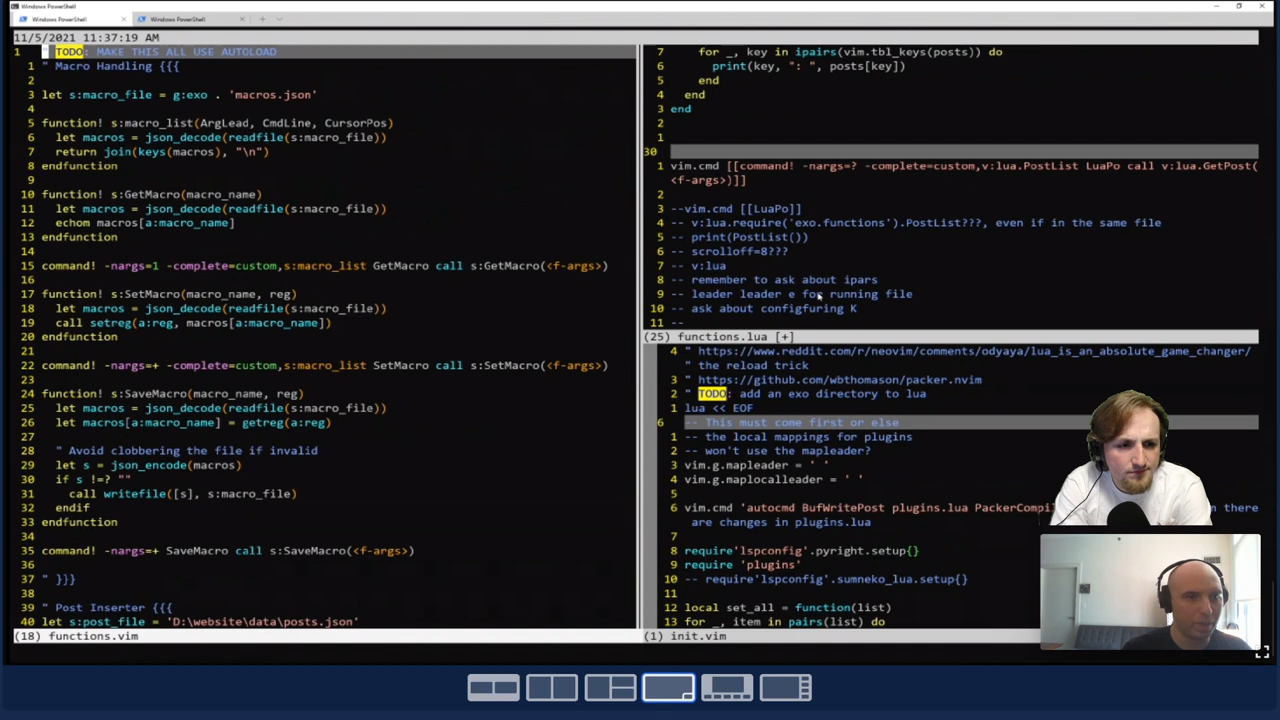 Windows PowerShell
Windows PowerShell
Windows PowerShell
11/5/2021 11:37:19 AM
1 " TODO: MAKE THIS ALL USE AUTOLOAD
1 " Macro Handling {{{
2
3 let s:macro_file = g:exo . 'macros.json'
4
5 function! s:macro_list(ArgLead, CmdLine, CursorPos)
6 let macros = json_decode(readfile(s:macro_file))
7 return join(keys(macros), "\n")
8 endfunction
9
10 function! s:GetMacro(macro_name)
11 let macros = json_decode(readfile(s:macro_file))
12 echom macros[a:macro_name]
13 endfunction
14
15 command! -nargs=1 -complete=custom,s:macro_list GetMacro call s:GetMacro(<f-args>)
16
17 function! s:SetMacro(macro_name, reg)
18 let macros = json_decode(readfile(s:macro_file))
19 call setreg(a:reg, macros[a:macro_name])
20 endfunction
21
22 command! -nargs=+ -complete=custom,s:macro_list SetMacro call s:SetMacro(<f-args>)
23
24 function! s:SaveMacro(macro_name, reg)
25 let macros = json_decode(readfile(s:macro_file))
26 let macros[a:macro_name] = getreg(a:reg)
27
28 " Avoid clobbering the file if invalid
29 let s = json_encode(macros)
30 if s !=? ""
31 call writefile([s], s:macro_file)
32 endif
33 endfunction
34
35 command! -nargs=+ SaveMacro call s:SaveMacro(<f-args>)
36
37 " }}}
38
39 " Post Inserter {{{
40 let s:post_file = 'D:\website\data\posts.json'
(18) functions.vim
7 for _, key in ipairs(vim.tbl_keys(posts)) do
6 print(key, ": ", posts[key])
5 end
4 end
3 end
2
1
30
1 vim.cmd [[command! -nargs=? -complete=custom,v:lua.PostList LuaPo call v:lua.GetPost(
<f-args>)]]
2
3 --vim.cmd [[LuaPo]]
4 -- v:lua.require('exo.functions').PostList???, even if in the same file
5 -- print(PostList())
6 -- scrolloff=8???
7 -- v:lua
8 -- remember to ask about ipars
9 -- leader leader e for running file
10 -- ask about configfuring K
11 --
(25) functions.lua [+]
4 " https://www.reddit.com/r/neovim/comments/odyaya/lua_is_an_absolute_game_changer/
" the reload trick
3 " https://github.com/wbthomason/packer.nvim
2 " TODO: add an exo directory to lua
1 lua << EOF
6 -- This must come first or else
1 -- the local mappings for plugins
2 -- won't use the mapleader?
3 vim.g.mapleader = ' '
4 vim.g.maplocalleader = ' '
5
6 vim.cmd 'autocmd BufWritePost plugins.lua PackerCompil there
are changes in plugins.lua
7
8 require'lspconfig'.pyright.setup{}
9 require 'plugins'
10 -- require'lspconfig'.sumneko_lua.setup{}
11
12 local set_all = function(list)
13 for _, item in pairs(list) do
(1) init.vim